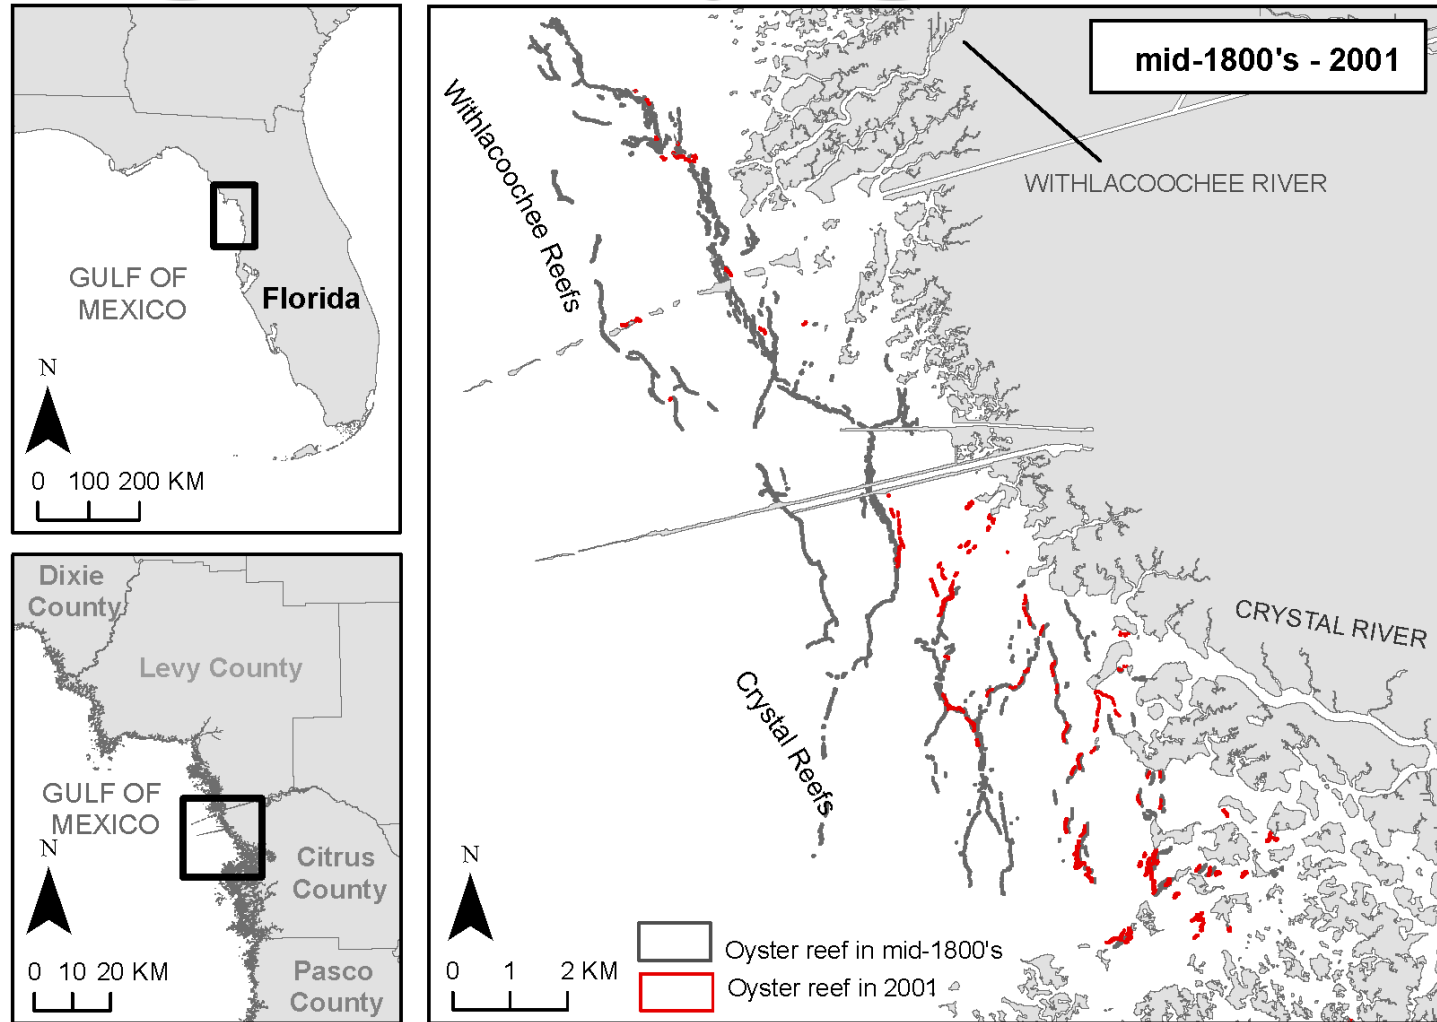 GULF OF
MEXICO
Florida
N
0 100 200 KM
Dixie
County
Levy County
GULF OF
MEXICO
N
Citrus
County
0 10 20 KM
Pasco
County
mid-1800's - 2001
Withlacoochee Reefs
WITHLACOOCHEE RIVER
CRYSTAL RIVER
Crystal Reefs
N
0 1 2 KM
Oyster reef in mid-1800's
Oyster reef in 2001